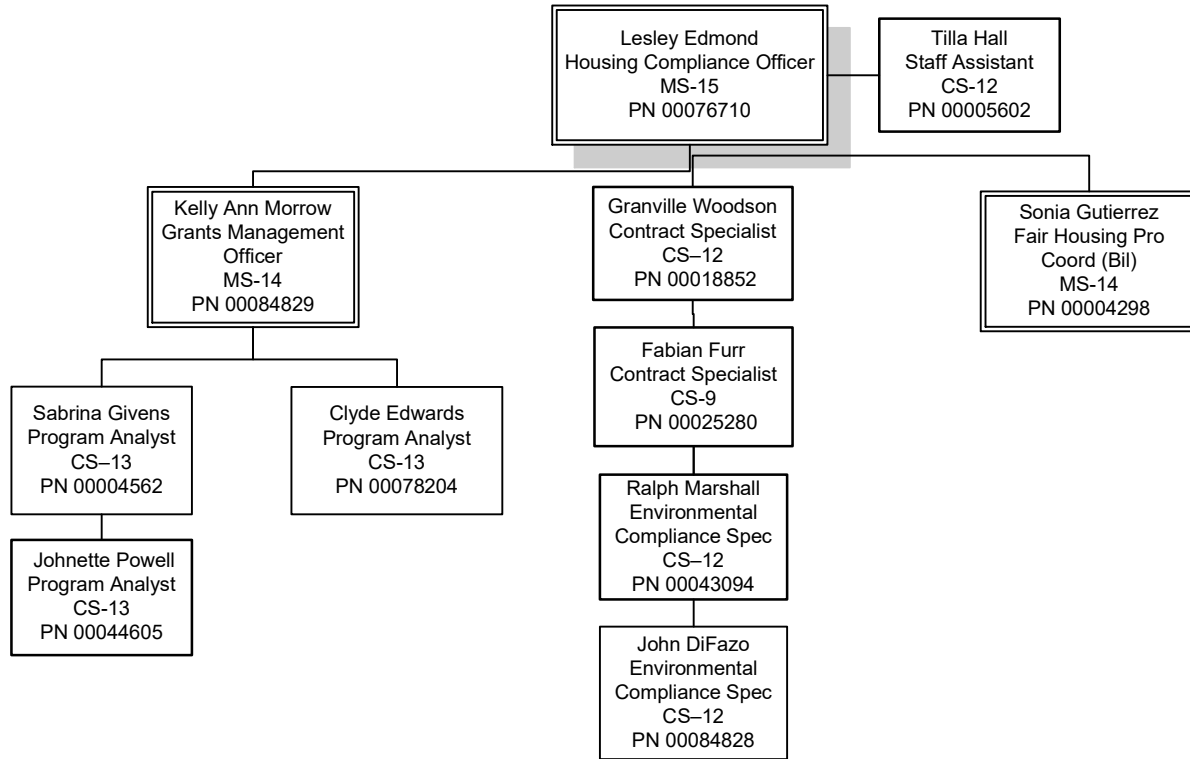 Lesley Edmond
Housing Compliance Officer
MS-15
PN 00076710
Tilla Hall
Staff Assistant
CS-12
PN 00005602
Kelly Ann Morrow
Grants Management
Officer
MS-14
PN 00084829
Granville Woodson
Contract Specialist
CS–12
PN 00018852
Sonia Gutierrez
Fair Housing Pro
Coord (Bil)
MS-14
PN 00004298
Fabian Furr
Contract Specialist
CS-9
PN 00025280
Sabrina Givens
Program Analyst
CS–13
PN 00004562
Clyde Edwards
Program Analyst
CS-13
PN 00078204
Ralph Marshall
Environmental
Compliance Spec
CS–12
PN 00043094
Johnette Powell
Program Analyst
CS-13
PN 00044605
John DiFazo
Environmental
Compliance Spec
CS–12
PN 00084828